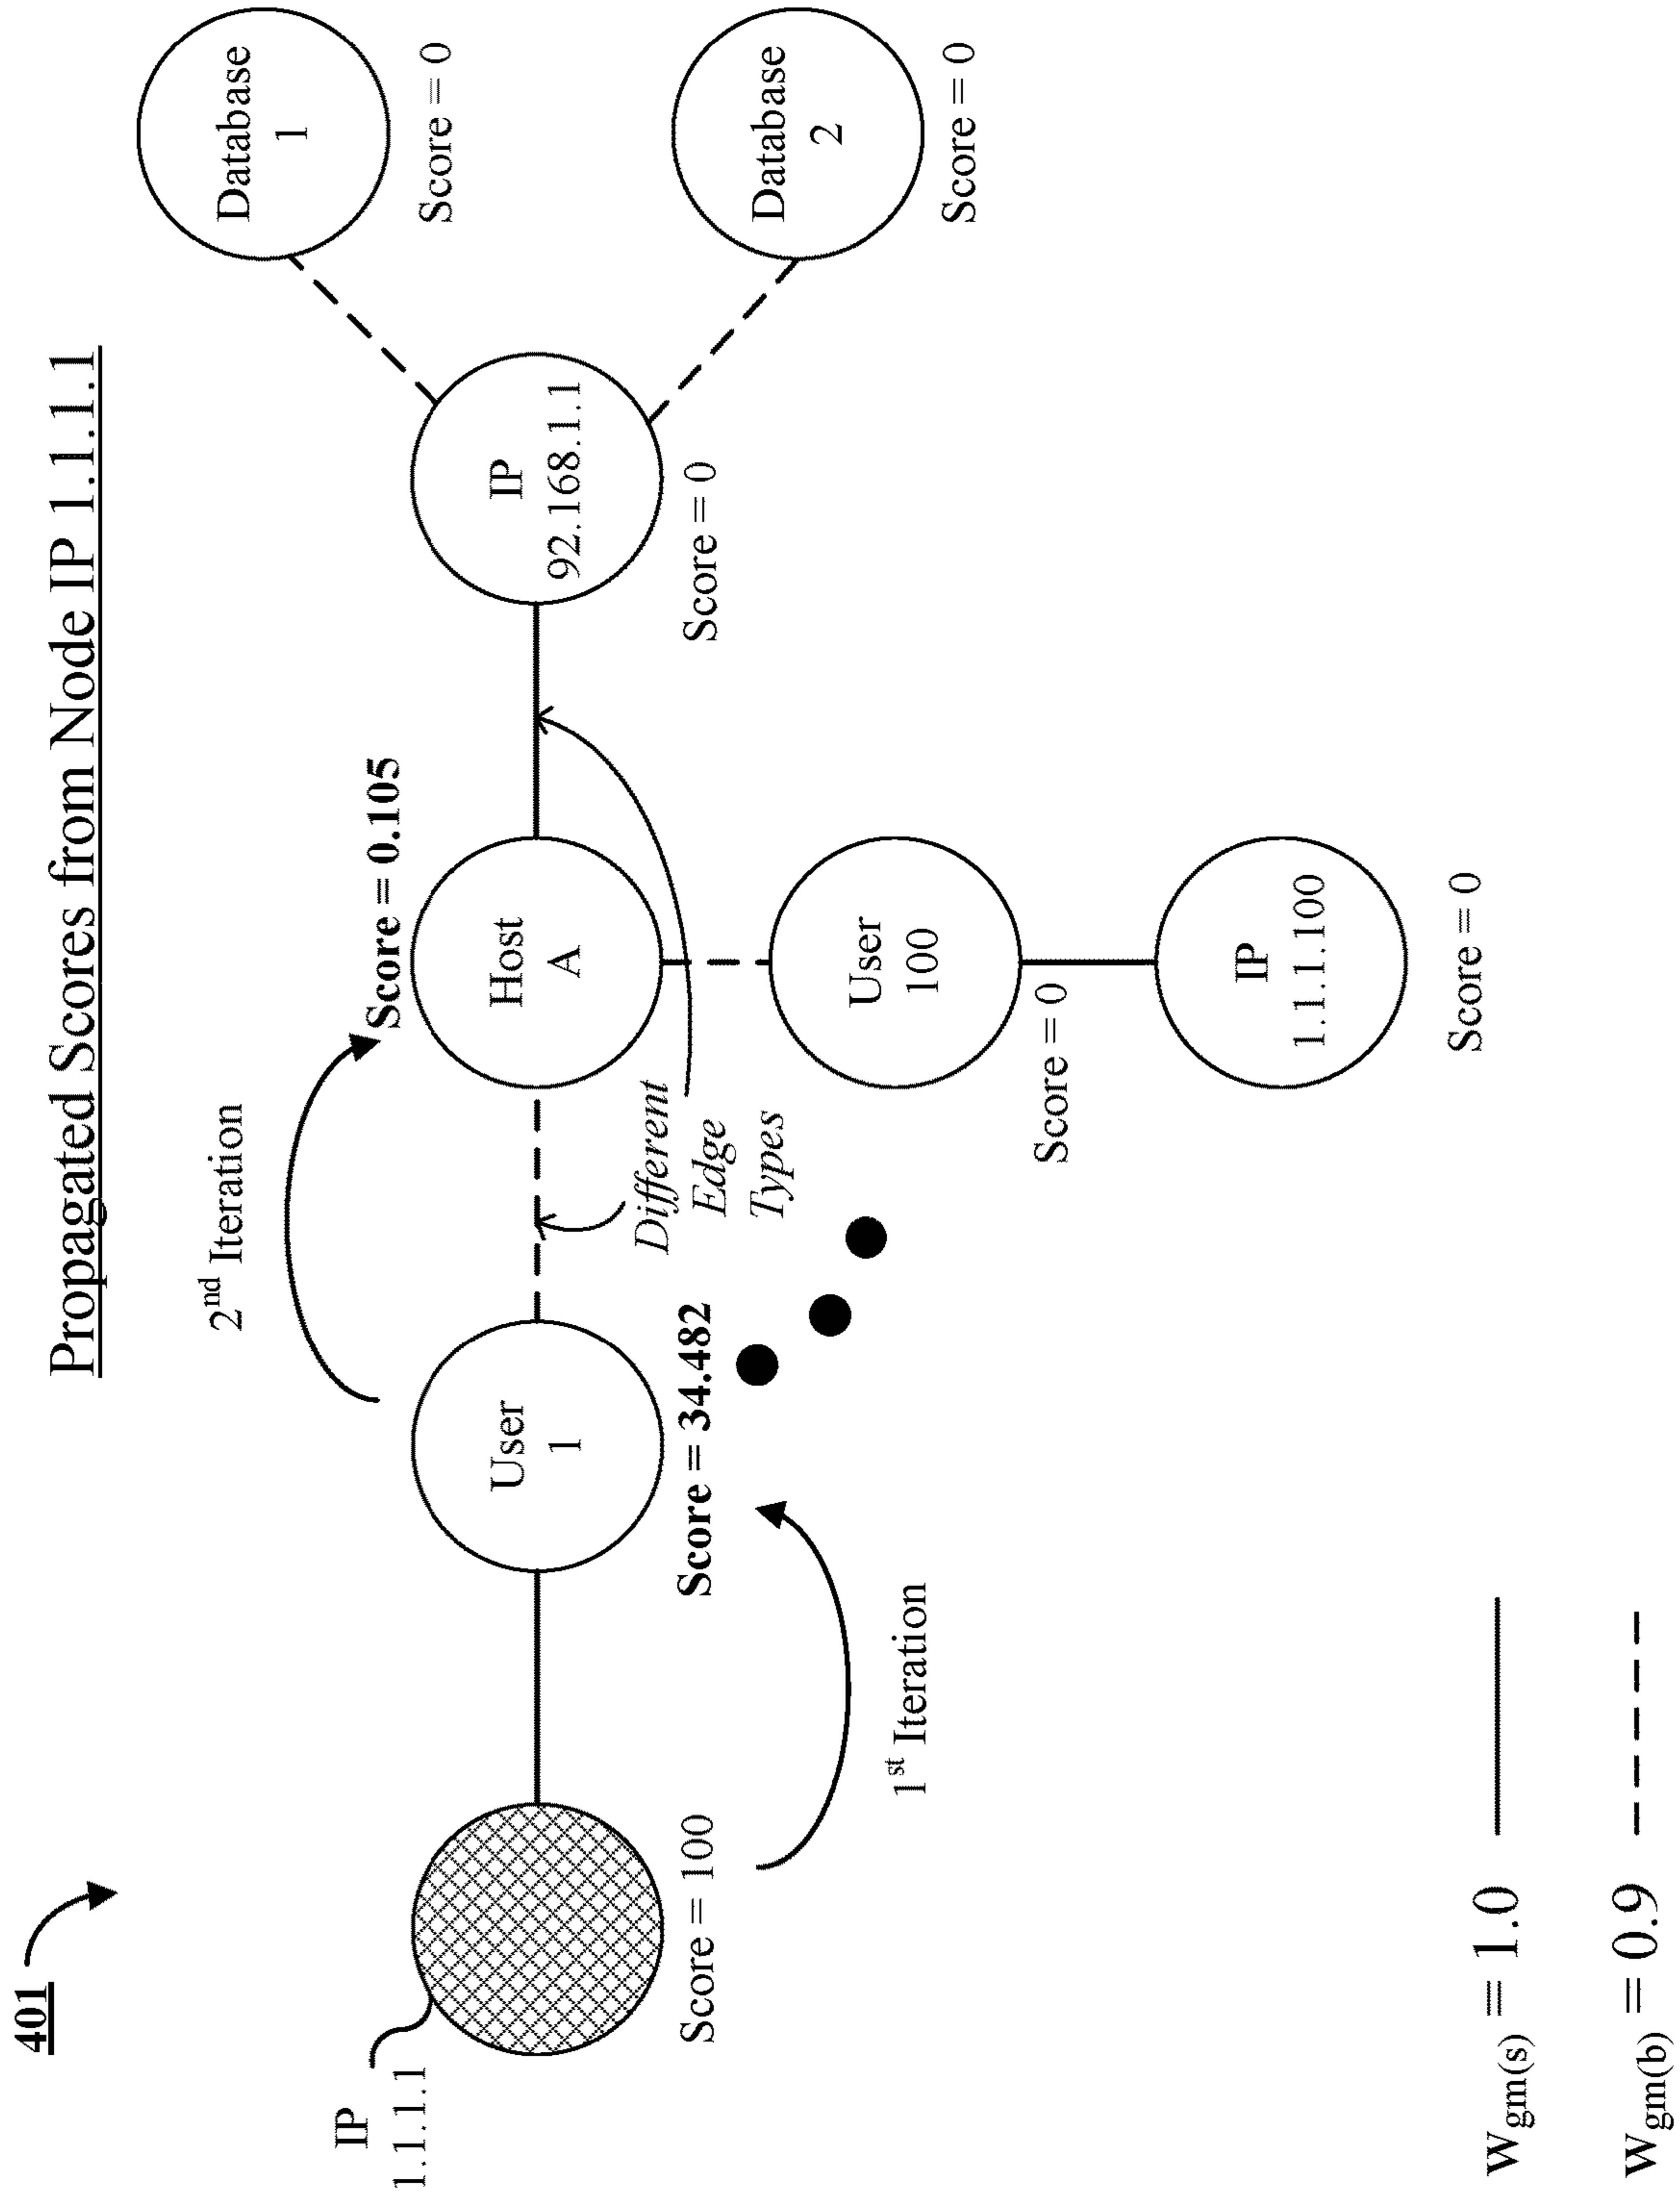 401
Propagated Scores from Node IP 1.1.1.1
2nd Iteration
IP
1.1.1.1
Score = 100
1st Iteration
User
1
Score = 34.482
Different
Edge
Types
Score = 0.105
Host
A
User
100
Score = 0
IP
1.1.1.100
Score = 0
IP
92.168.1.1
Score = 0
Database
1
Score = 0
Database
2
Score = 0
Wgm(s) = 1.0
Wgm(b) = 0.9